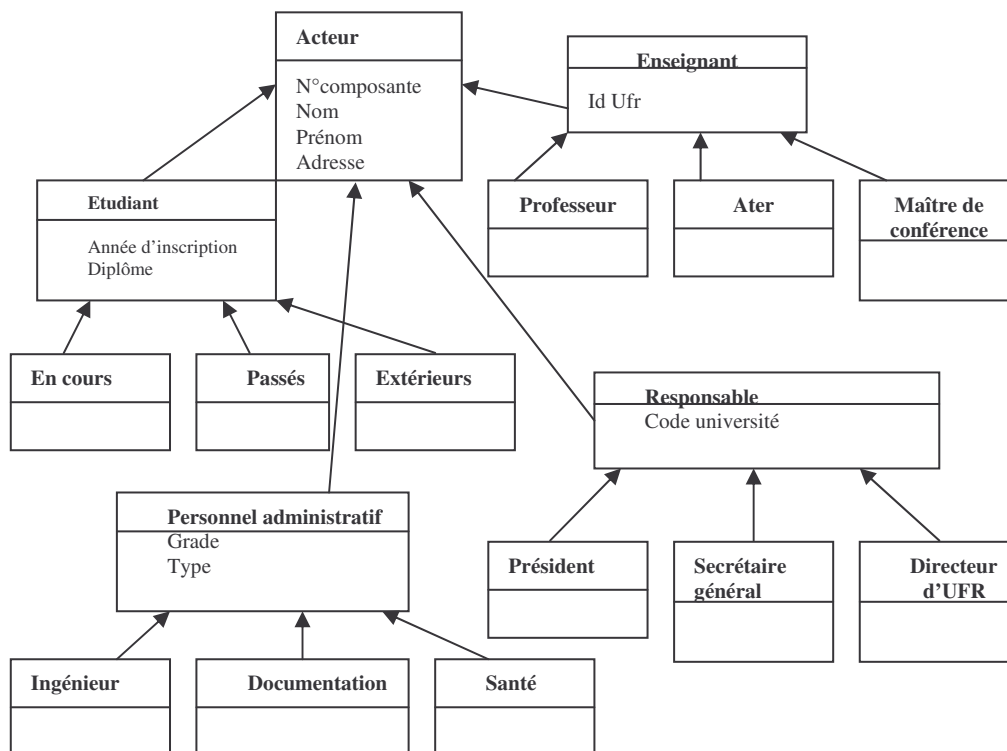 Acteur
N°composante
Nom
Prénom
Adresse
Enseignant
Id Ufr
Etudiant
Année d'inscription
Diplôme
Professeur
Ater
Maître de
conférence
En cours
Passés
Extérieurs
Responsable
Code université
Personnel administratif
Grade
Type
Président
Secrétaire
général
Directeur
d'UFR
Ingénieur
Documentation
Santé